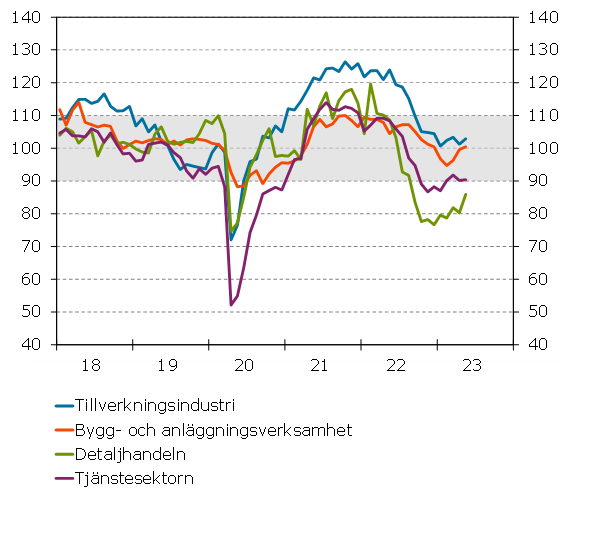 140 140
130 130
120 120
110 110
100 100
90 90
80 80
70 70
60 60
50 50
40 40
18 19 20 21 22 23
Tillverkningsindustri
Bygg- och anläggningsverksamhet
Detaljhandeln
Tjänstesektorn